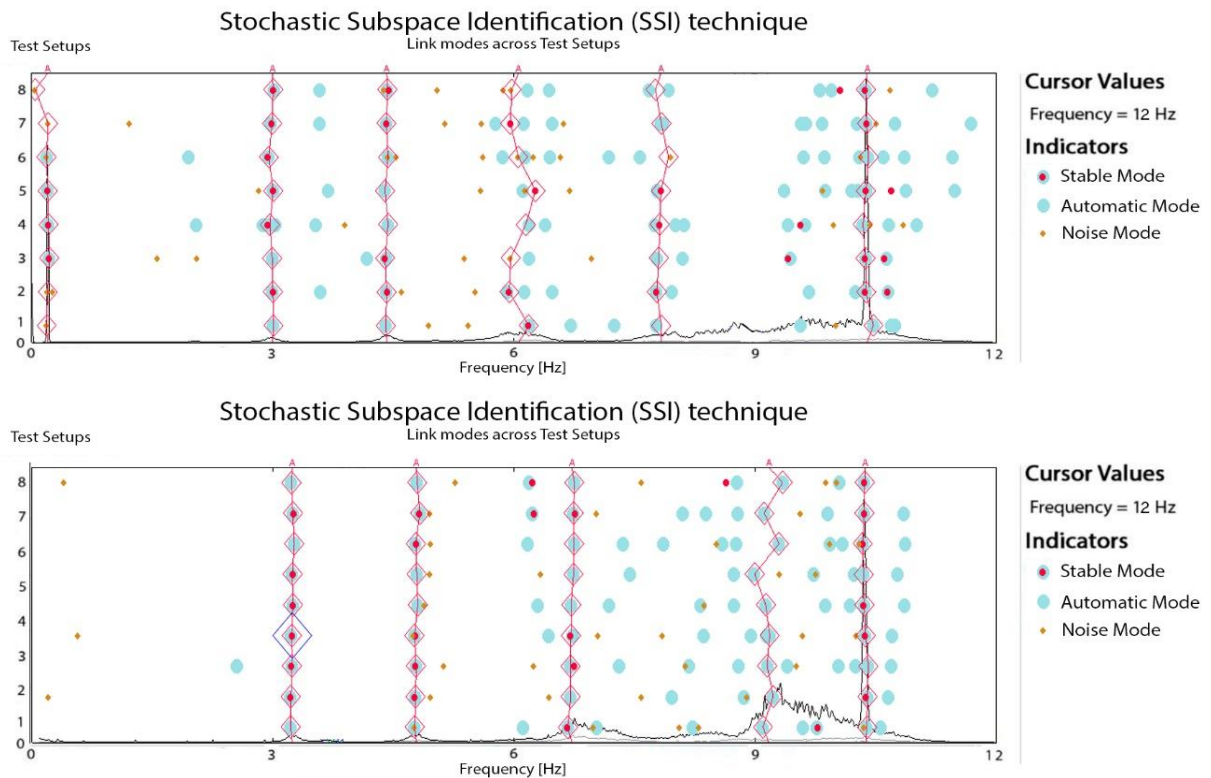 Stochastic Subspace Identification (SSI) technique
Test Setups
Link modes across Test Setups
A A A A A A
8
7
6
5
4
3
2
1
0
0 3 6 9 12
Frequency [Hz]
Cursor Values
Frequency = 12 Hz
Indicators
Stable Mode
Automatic Mode
Noise Mode
Stochastic Subspace Identification (SSI) technique
Test Setups
Link modes across Test Setups
A A A A A
8
7
6
5
4
3
2
1
0
0 3 6 9 12
Frequency [Hz]
Cursor Values
Frequency = 12 Hz
Indicators
Stable Mode
Automatic Mode
Noise Mode